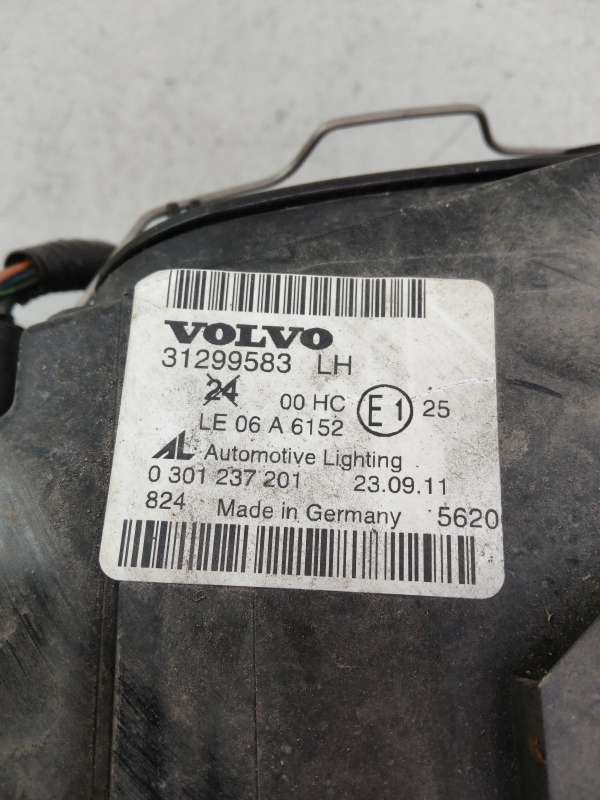 VOLVO
31299583 LH
24 00 HC E1 25
LE 06 A 6152
AL Automotive Lighting
0 301 237 201 23.09.11
824 Made in Germany 5620